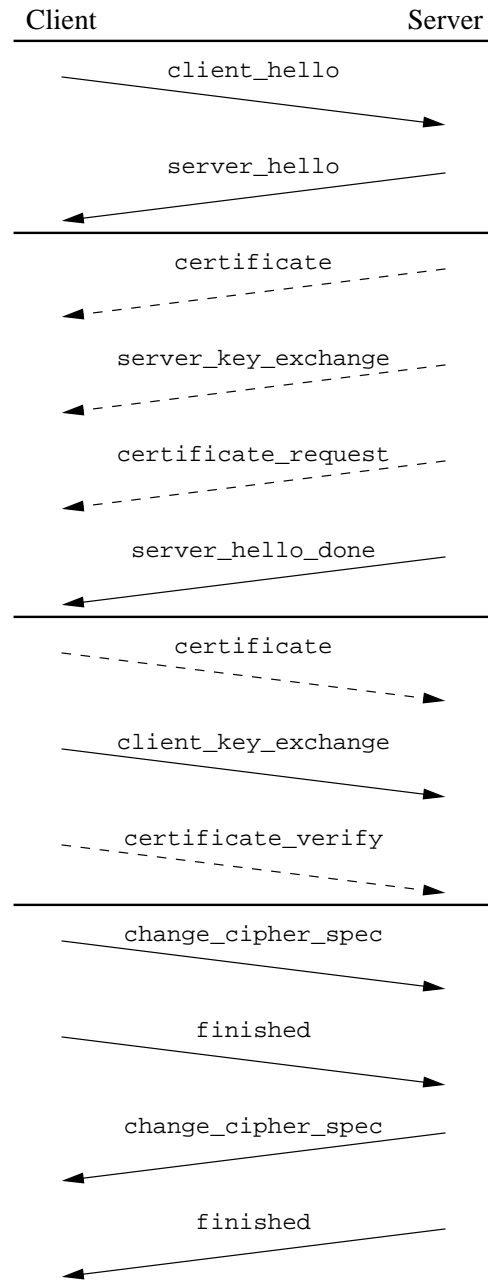 Client Server
client_hello
server_hello
certificate
server_key_exchange
certificate_request
server_hello_done
certificate
client_key_exchange
certificate_verify
change_cipher_spec
finished
change_cipher_spec
finished